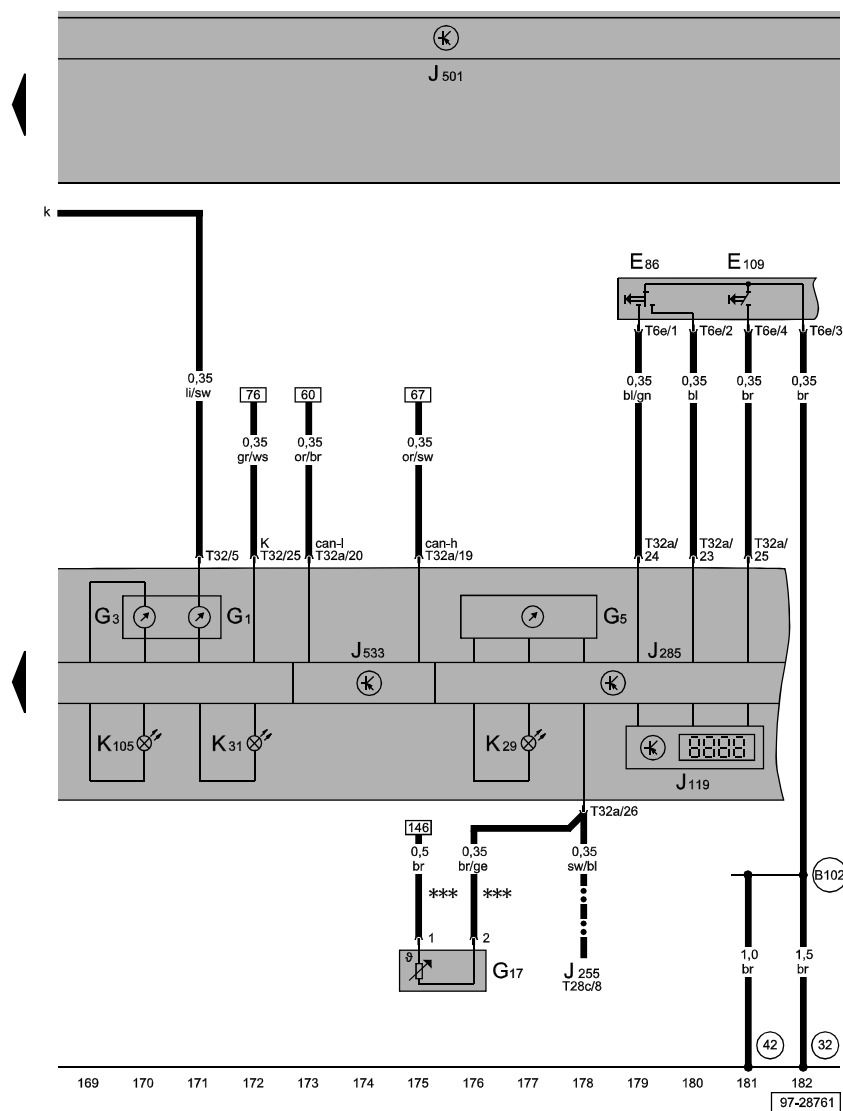 J 501
k
E 86 E 109
T6e/1 T6e/2 T6e/4 T6e/3
0,35 li/sw
76 60 67
0,35 bl/gn
0,35 bl
0,35 br
0,35 br
0,35 gr/ws
0,35 or/br
0,35 or/sw
T32/5
K T32/25
can-l T32a/20
can-h T32a/19
T32a/ 24
T32a/ 23
T32a/ 25
G3 G1 G5
J533 J285
K105 K31 K29
8888
J119
T32a/26
146
0,5 br
0,35 br/ge
0,35 sw/bl
B102
*** ***
1 2
ϑ
G17
J 255
T28c/8
1,0 br
1,5 br
42 32
169 170 171 172 173 174 175 176 177 178 179 180 181 182
97-28761